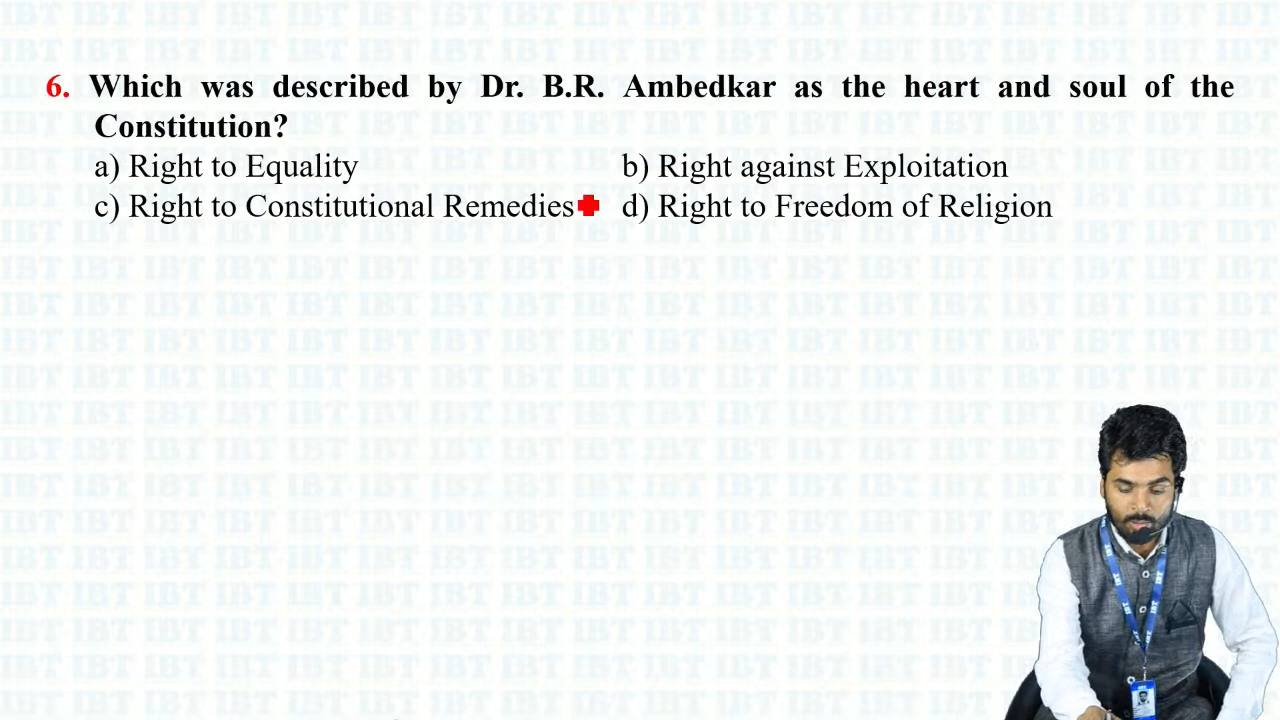 6. Which was described by Dr. B.R. Ambedkar as the heart and soul of the
Constitution?
a) Right to Equality b) Right against Exploitation
c) Right to Constitutional Remedies d) Right to Freedom of Religion